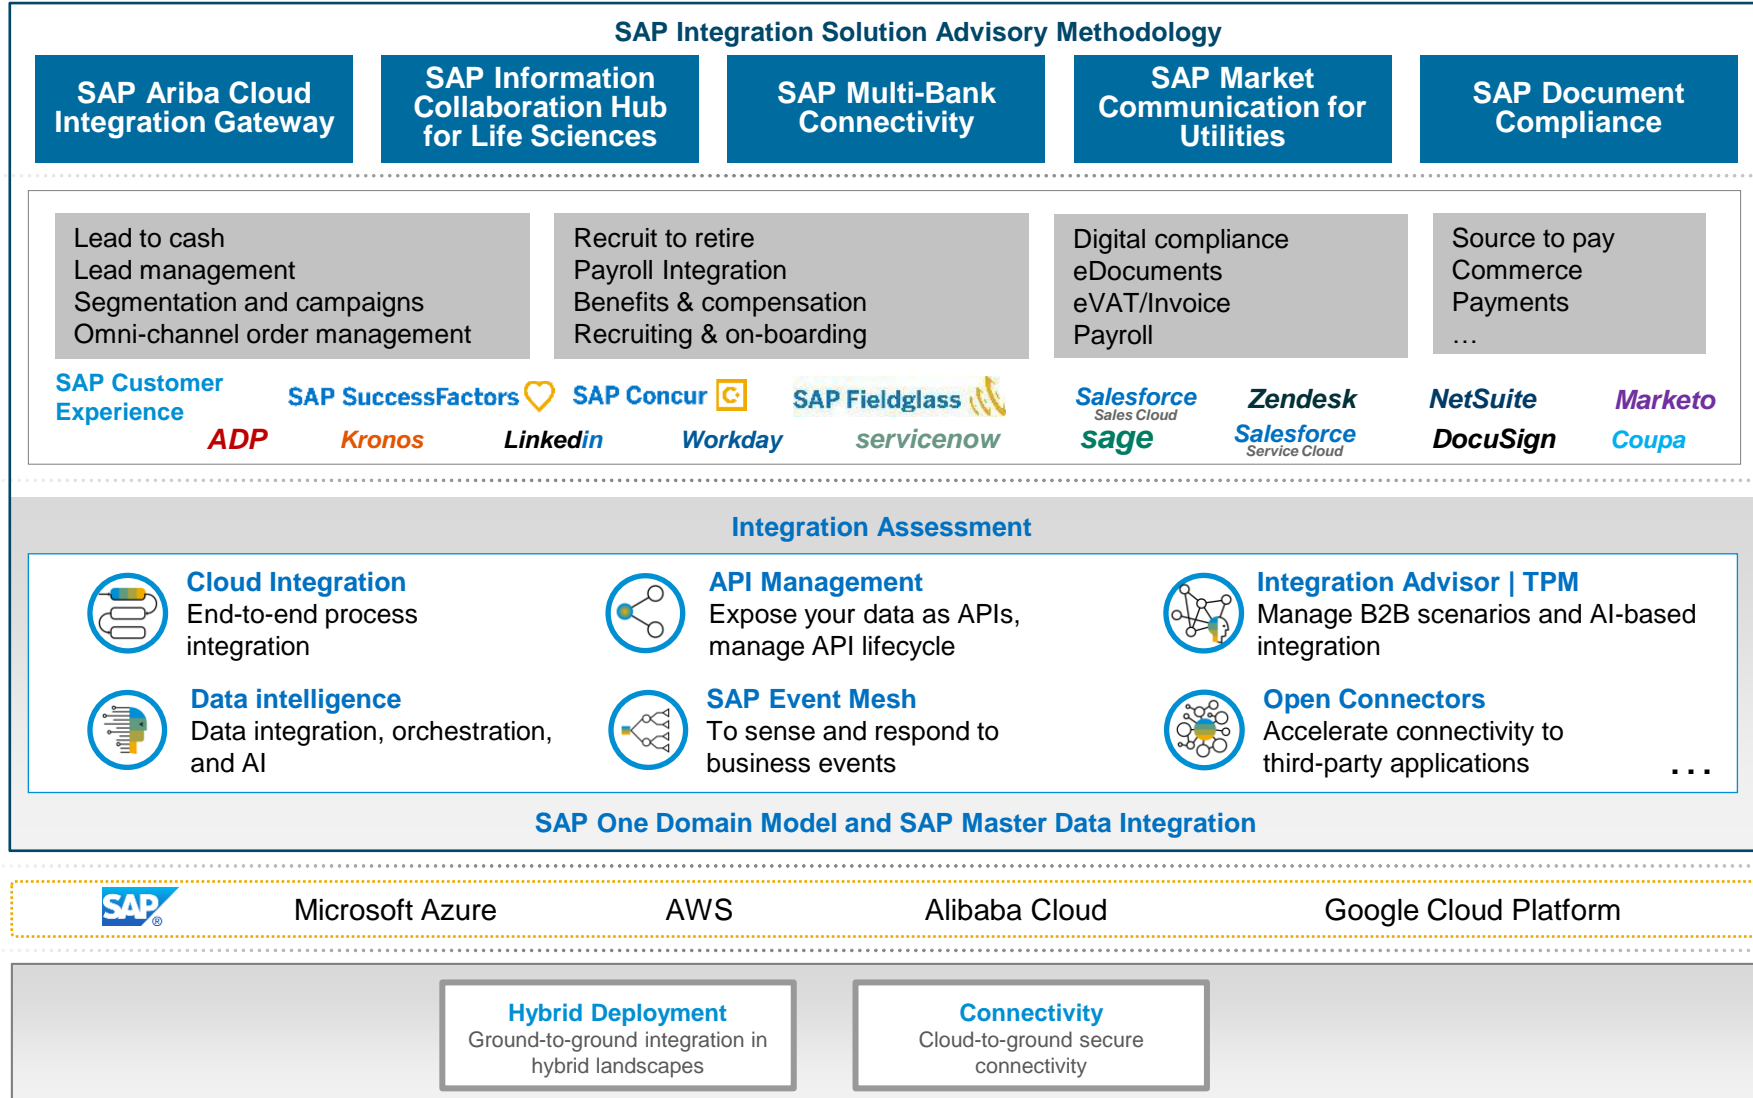 SAP Integration Solution Advisory Methodology
SAP Ariba Cloud
Integration Gateway
SAP Information
Collaboration Hub
for Life Sciences
SAP Multi-Bank
Connectivity
SAP Market
Communication for
Utilities
SAP Document
Compliance
Lead to cash
Lead management
Segmentation and campaigns
Omni-channel order management
Recruit to retire
Payroll Integration
Benefits & compensation
Recruiting & on-boarding
Digital compliance
eDocuments
eVAT/Invoice
Payroll
Source to pay
Commerce
Payments
…
SAP Customer
Experience
SAP SuccessFactors
SAP Concur
SAP Fieldglass
Salesforce
Sales Cloud
Zendesk
NetSuite
Marketo
ADP
Kronos
Linkedin
Workday
servicenow
sage
Salesforce
Service Cloud
DocuSign
Coupa
Integration Assessment
Cloud Integration
End-to-end process
integration
API Management
Expose your data as APIs,
manage API lifecycle
Integration Advisor | TPM
Manage B2B scenarios and AI-based
integration
Data intelligence
Data integration, orchestration,
and AI
SAP Event Mesh
To sense and respond to
business events
Open Connectors
Accelerate connectivity to
third-party applications
...
SAP One Domain Model and SAP Master Data Integration
SAP®
Microsoft Azure
AWS
Alibaba Cloud
Google Cloud Platform
Hybrid Deployment
Ground-to-ground integration in
hybrid landscapes
Connectivity
Cloud-to-ground secure
connectivity